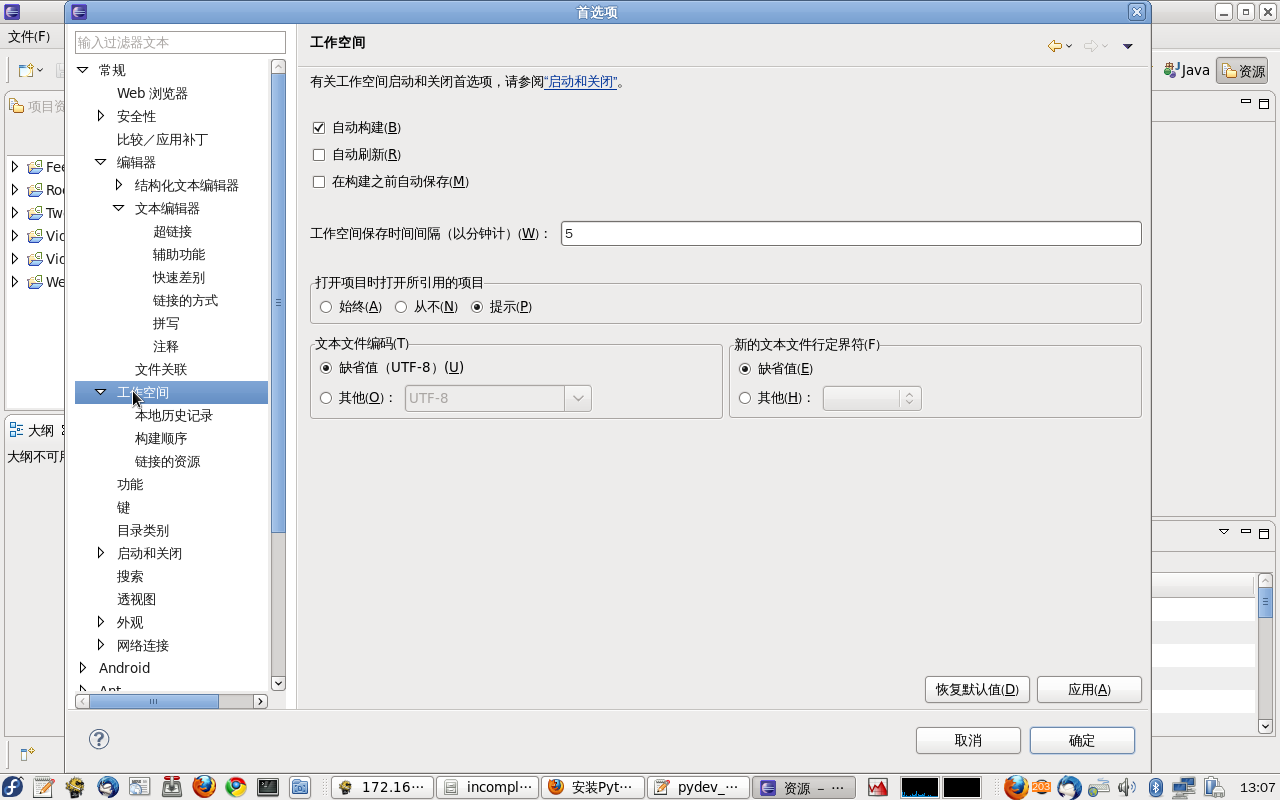 首选项
文件(F)
输入过滤器文本
工作空间
常规
Web 浏览器
安全性
比较／应用补丁
编辑器
结构化文本编辑器
文本编辑器
超链接
辅助功能
快速差别
链接的方式
拼写
注释
文件关联
工作空间
本地历史记录
构建顺序
链接的资源
功能
键
目录类别
启动和关闭
搜索
透视图
外观
网络连接
Android
Ant
有关工作空间启动和关闭首选项，请参阅“启动和关闭”。
自动构建(B)
自动刷新(R)
在构建之前自动保存(M)
工作空间保存时间间隔（以分钟计）(W)： 5
打开项目时打开所引用的项目
始终(A) 从不(N) 提示(P)
文本文件编码(T)
缺省值（UTF-8）(U)
其他(O)： UTF-8
新的文本文件行定界符(F)
缺省值(E)
其他(H)：
恢复默认值(D) 应用(A)
取消 确定
Java 资源
项目资
Fee
Roo
Two
Vid
Vid
We
大纲
大纲不可用
172.16… incompl… 安装Pyt… pydev_… 资源 – … 203 13:07